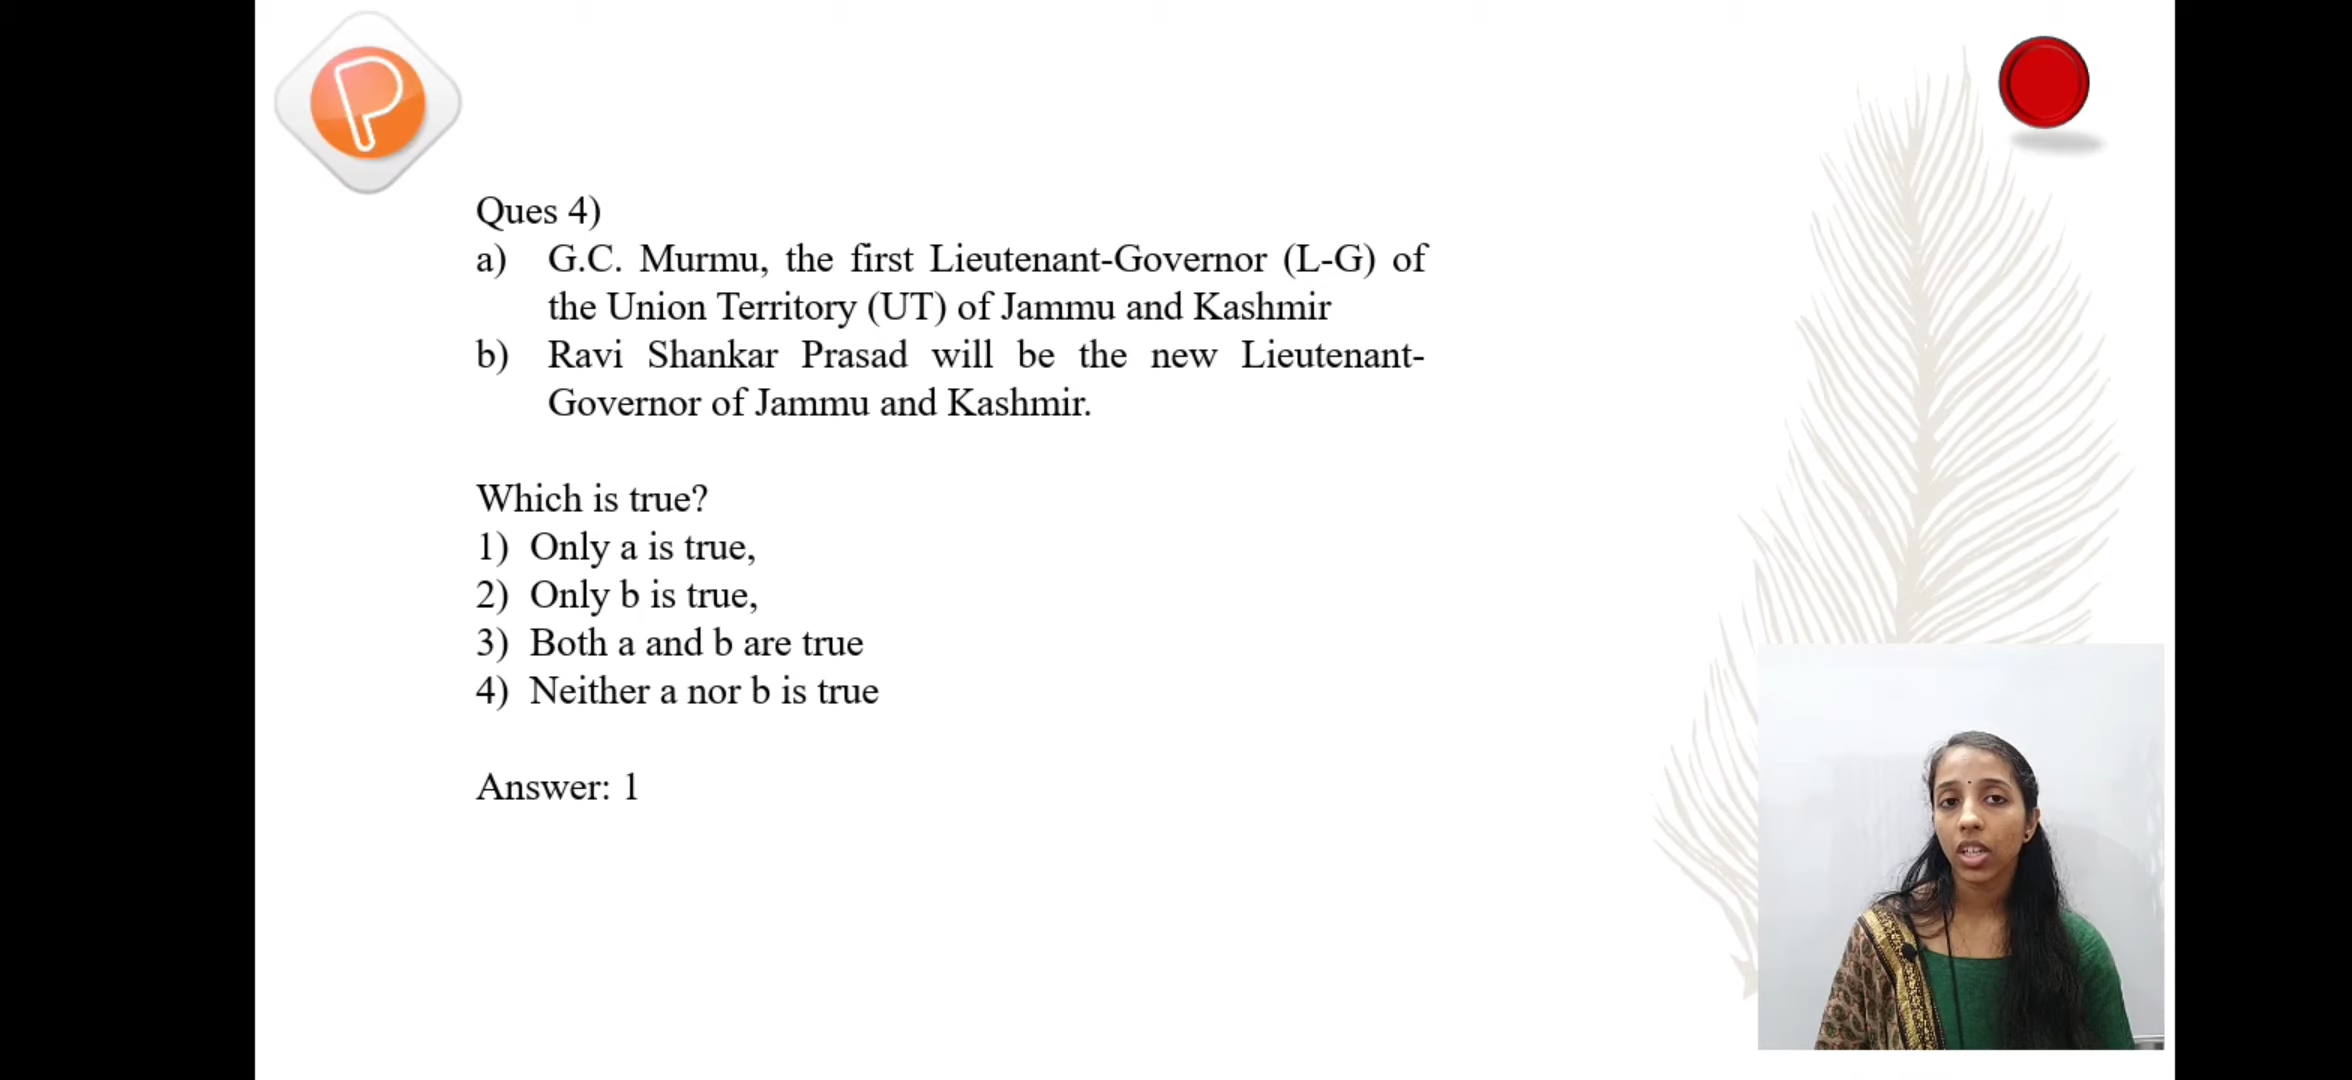 Ques 4)
a) G.C. Murmu, the first Lieutenant-Governor (L-G) of
the Union Territory (UT) of Jammu and Kashmir
b) Ravi Shankar Prasad will be the new Lieutenant-
Governor of Jammu and Kashmir.
Which is true?
1) Only a is true,
2) Only b is true,
3) Both a and b are true
4) Neither a nor b is true
Answer: 1